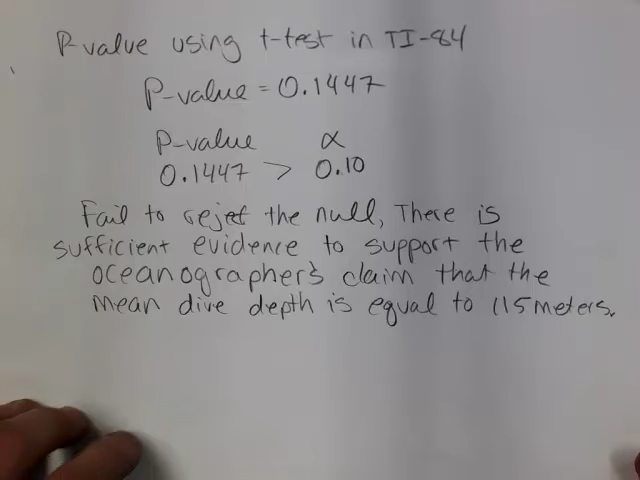 P-value using t-test in TI-84
P-value = 0.1447
P-value α
0.1447 > 0.10
Fail to reject the null, There is
sufficient evidence to support the
oceanographer's claim that the
mean dive depth is equal to 115 meters.